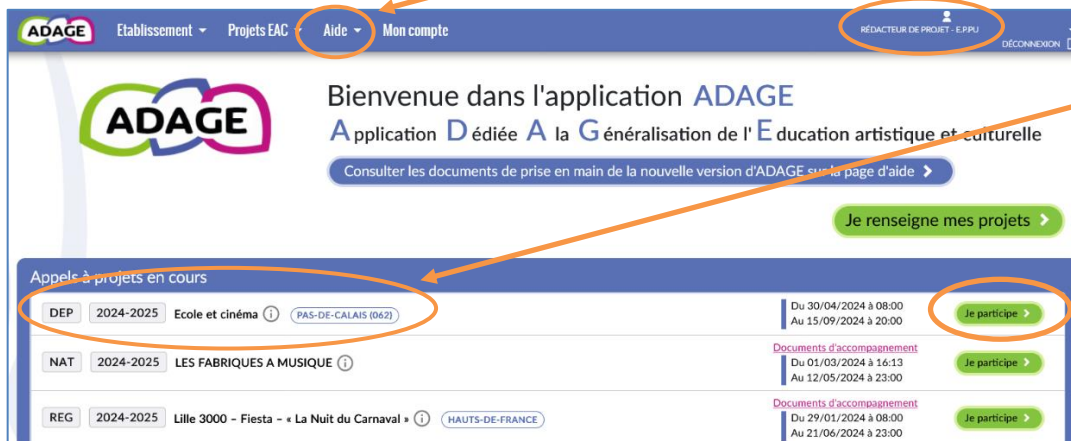 ADAGE Etablissement Projets EAC Aide Mon compte RÉDACTEUR DE PROJET - E.P.PU DÉCONNEXION
ADAGE
Bienvenue dans l'application ADAGE
Application Dédiée A la Généralisation de l'Education artistique et culturelle
Consulter les documents de prise en main de la nouvelle version d'ADAGE sur la page d'aide
Je renseigne mes projets
Appels à projets en cours
DEP 2024-2025 Ecole et cinéma PAS-DE-CALAIS (062) Du 30/04/2024 à 08:00
Au 15/09/2024 à 20:00
Je participe
Documents d'accompagnement
NAT 2024-2025 LES FABRIQUES A MUSIQUE Du 01/03/2024 à 16:13
Au 12/05/2024 à 23:00
Je participe
Documents d'accompagnement
REG 2024-2025 Lille 3000 – Fiesta – « La Nuit du Carnaval » HAUTS-DE-FRANCE Du 29/01/2024 à 08:00
Au 21/06/2024 à 23:00
Je participe